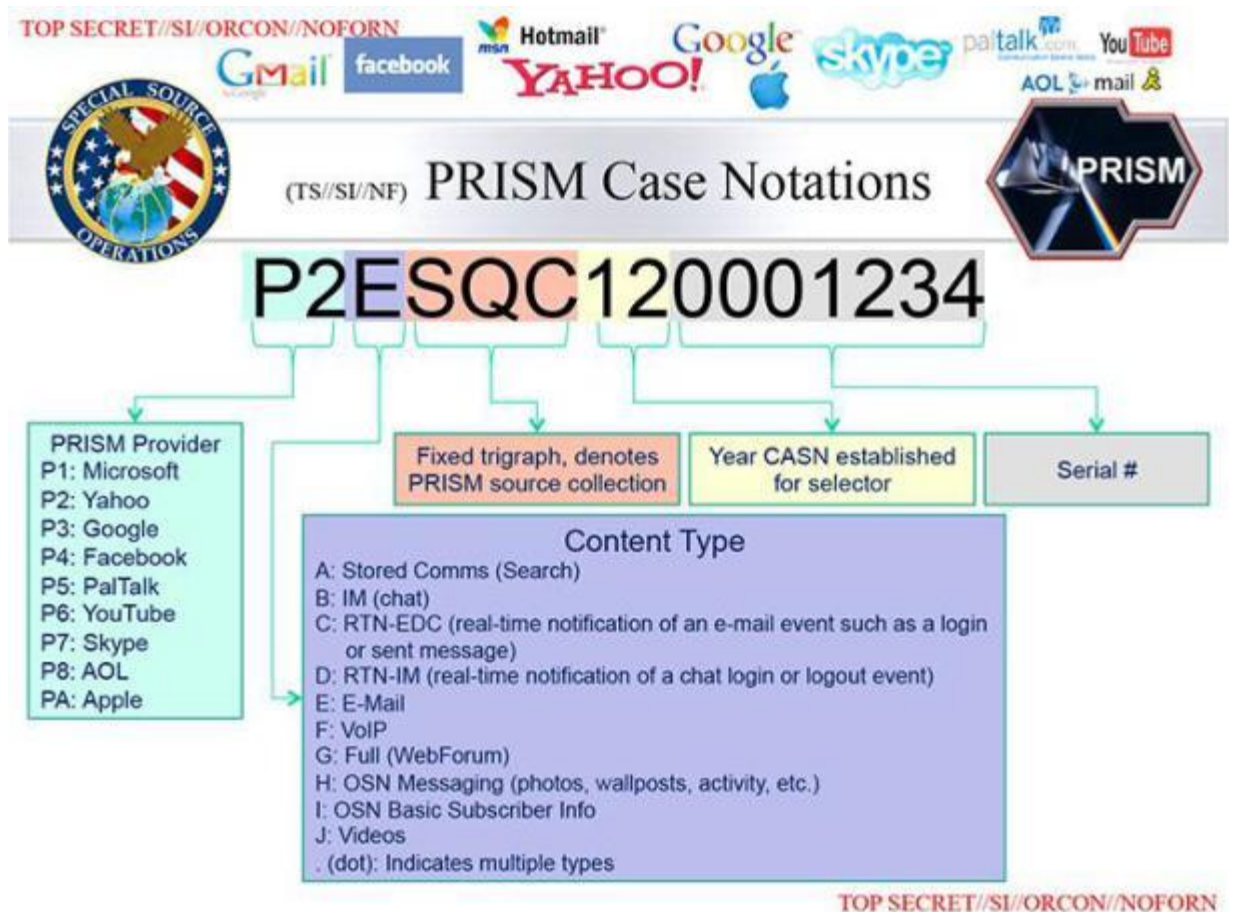 TOP SECRET//SI//ORCON//NOFORN
Gmail
facebook
msn Hotmail
YAHOO!
Google
skype
paltalk.com
YouTube
AOL mail
SPECIAL SOURCE
OPERATIONS
(TS//SI//NF) PRISM Case Notations
PRISM
P2ESQC120001234
PRISM Provider
P1: Microsoft
P2: Yahoo
P3: Google
P4: Facebook
P5: PalTalk
P6: YouTube
P7: Skype
P8: AOL
PA: Apple
Fixed trigraph, denotes
PRISM source collection
Year CASN established
for selector
Serial #
Content Type
A: Stored Comms (Search)
B: IM (chat)
C: RTN-EDC (real-time notification of an e-mail event such as a login
or sent message)
D: RTN-IM (real-time notification of a chat login or logout event)
E: E-Mail
F: VoIP
G: Full (WebForum)
H: OSN Messaging (photos, wallposts, activity, etc.)
I: OSN Basic Subscriber Info
J: Videos
. (dot): Indicates multiple types
TOP SECRET//SI//ORCON//NOFORN